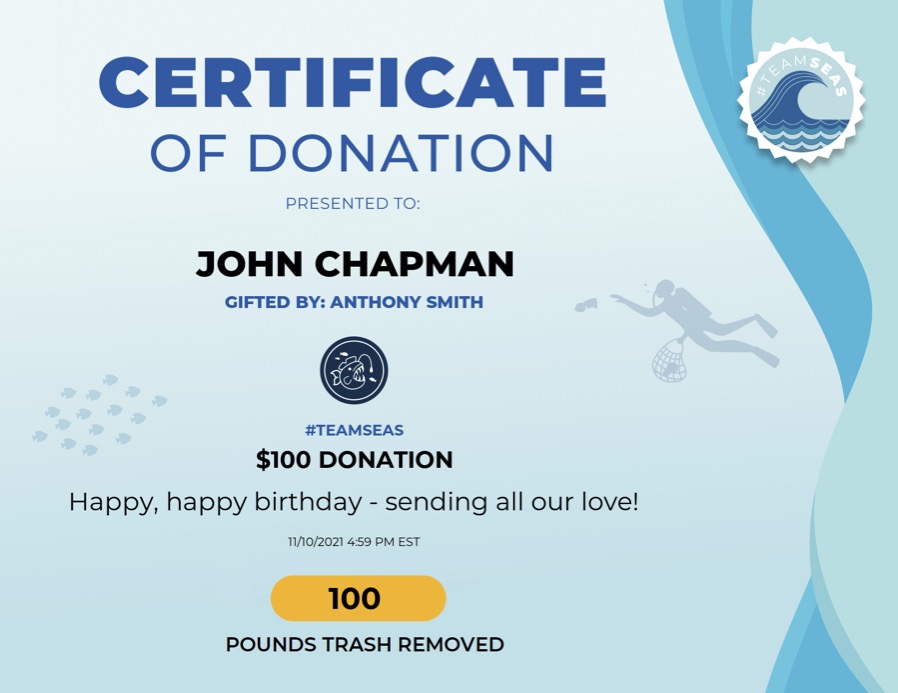 #TEAMSEAS
CERTIFICATE
OF DONATION
PRESENTED TO:
JOHN CHAPMAN
GIFTED BY: ANTHONY SMITH
#TEAMSEAS
$100 DONATION
Happy, happy birthday - sending all our love!
11/10/2021 4:59 PM EST
100
POUNDS TRASH REMOVED